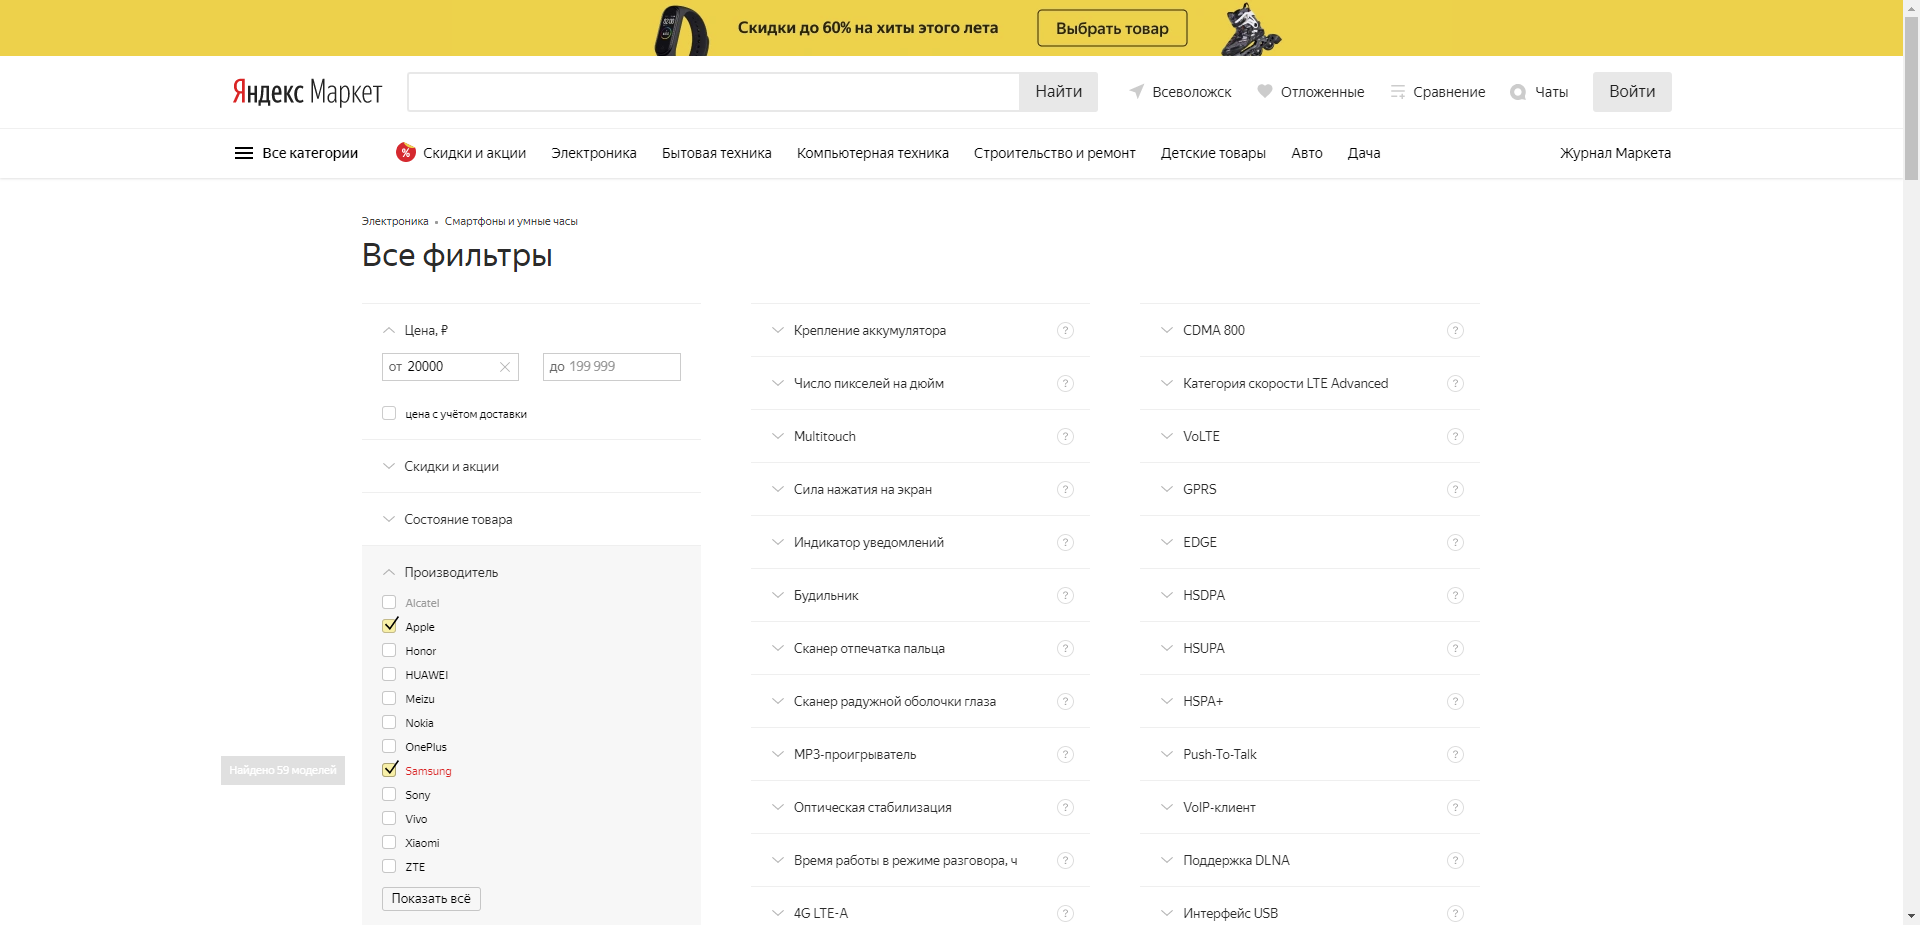 Скидки до 60% на хиты этого лета
Выбрать товар
Яндекс Маркет
Найти
Всеволожск
Отложенные
Сравнение
Чаты
Войти
Все категории
%
Скидки и акции
Электроника
Бытовая техника
Компьютерная техника
Строительство и ремонт
Детские товары
Авто
Дача
Журнал Маркета
Электроника • Смартфоны и умные часы
Все фильтры
Цена, ₽
от 20000
до 199 999
цена с учётом доставки
Скидки и акции
Состояние товара
Производитель
Alcatel
Apple
Honor
HUAWEI
Meizu
Nokia
OnePlus
Найдено 59 моделей
Samsung
Sony
Vivo
Xiaomi
ZTE
Показать всё
Крепление аккумулятора ?
Число пикселей на дюйм ?
Multitouch ?
Сила нажатия на экран ?
Индикатор уведомлений ?
Будильник ?
Сканер отпечатка пальца ?
Сканер радужной оболочки глаза ?
MP3-проигрыватель ?
Оптическая стабилизация ?
Время работы в режиме разговора, ч ?
4G LTE-A ?
CDMA 800 ?
Категория скорости LTE Advanced ?
VoLTE ?
GPRS ?
EDGE ?
HSDPA ?
HSUPA ?
HSPA+ ?
Push-To-Talk ?
VoIP-клиент ?
Поддержка DLNA ?
Интерфейс USB ?